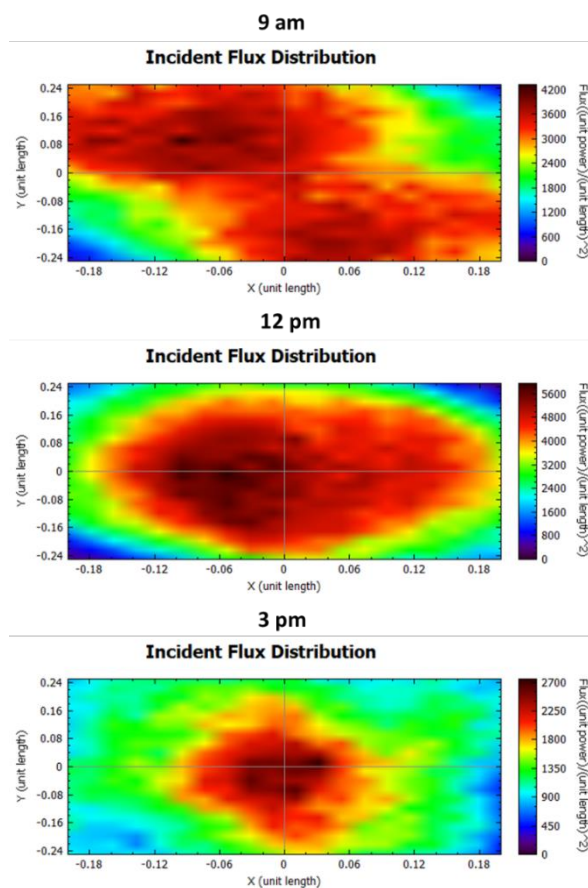 9 am
Incident Flux Distribution
0.24
0.16
0.08
0
-0.08
-0.16
-0.24
Y (unit length)
-0.18 -0.12 -0.06 0 0.06 0.12 0.18
X (unit length)
4200
3600
3000
2400
1800
1200
600
0
Flux((unit power)/(unit length)^2)
12 pm
Incident Flux Distribution
0.24
0.16
0.08
0
-0.08
-0.16
-0.24
Y (unit length)
-0.18 -0.12 -0.06 0 0.06 0.12 0.18
X (unit length)
5600
4800
4000
3200
2400
1600
800
0
Flux((unit power)/(unit length)^2)
3 pm
Incident Flux Distribution
0.24
0.16
0.08
0
-0.08
-0.16
-0.24
Y (unit length)
-0.18 -0.12 -0.06 0 0.06 0.12 0.18
X (unit length)
2700
2250
1800
1350
900
450
0
Flux((unit power)/(unit length)^2)